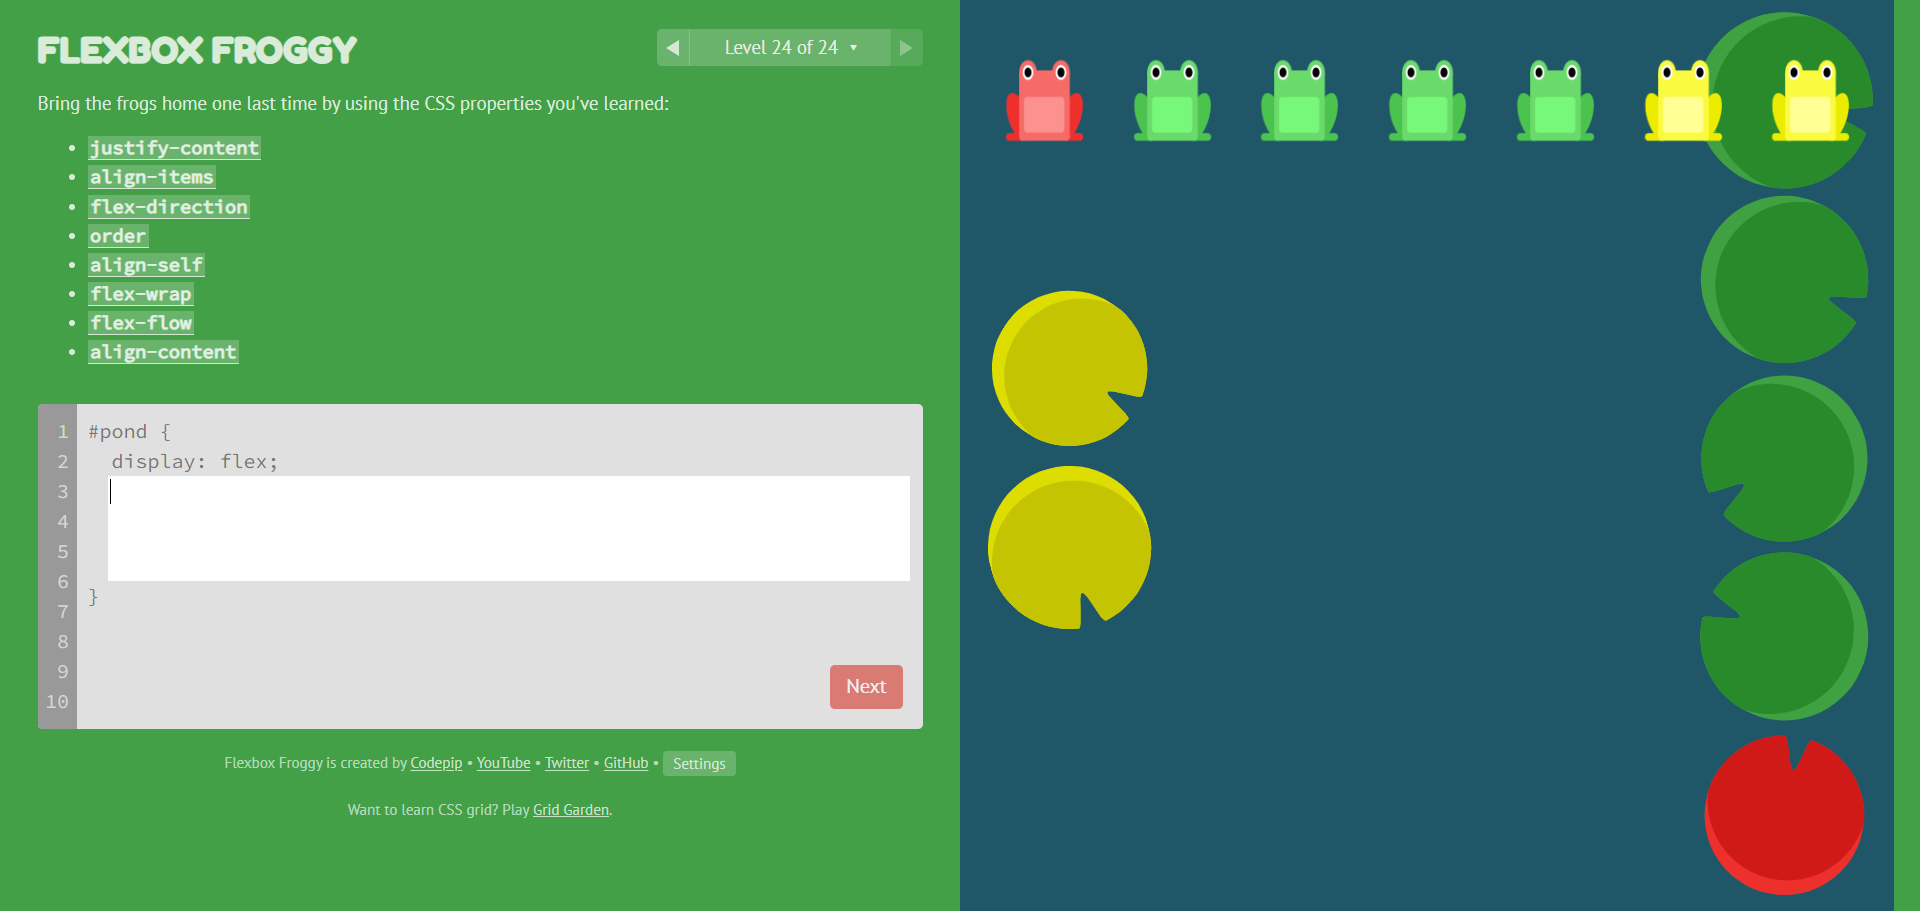 FLEXBOX FROGGY
◀ Level 24 of 24 ▼ ▶
Bring the frogs home one last time by using the CSS properties you've learned:
• justify-content
• align-items
• flex-direction
• order
• align-self
• flex-wrap
• flex-flow
• align-content
1 #pond {
2 display: flex;
3
4
5
6 }
7
8
9
10
Next
Flexbox Froggy is created by Codepip • YouTube • Twitter • GitHub • Settings
Want to learn CSS grid? Play Grid Garden.